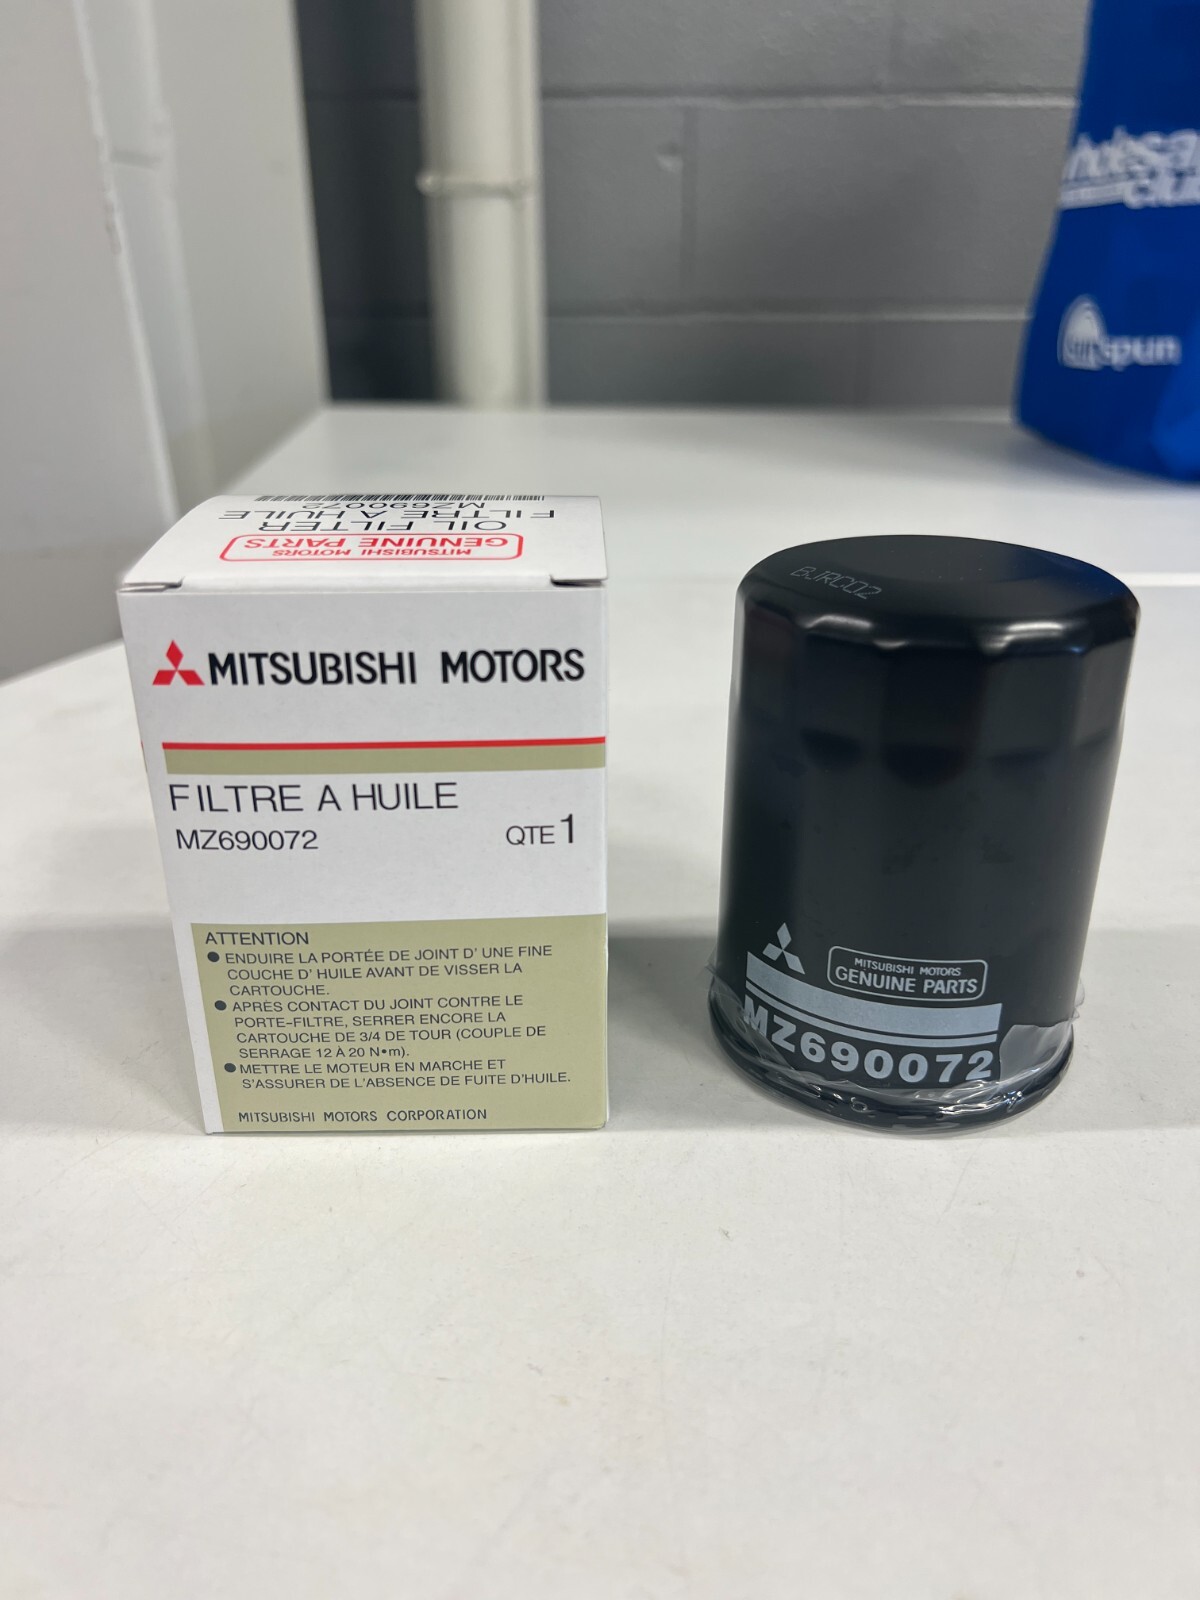 MZ690072
FILTRE A HUILE
OIL FILTER
MITSUBISHI MOTORS
GENUINE PARTS
MITSUBISHI MOTORS
FILTRE A HUILE
MZ690072
QTE 1
ATTENTION
● ENDUIRE LA PORTÉE DE JOINT D' UNE FINE
COUCHE D' HUILE AVANT DE VISSER LA
CARTOUCHE.
● APRÈS CONTACT DU JOINT CONTRE LE
PORTE-FILTRE, SERRER ENCORE LA
CARTOUCHE DE 3/4 DE TOUR (COUPLE DE
SERRAGE 12 À 20 N•m).
● METTRE LE MOTEUR EN MARCHE ET
S'ASSURER DE L'ABSENCE DE FUITE D'HUILE.
MITSUBISHI MOTORS CORPORATION
BJRC02
MITSUBISHI MOTORS
GENUINE PARTS
MZ690072